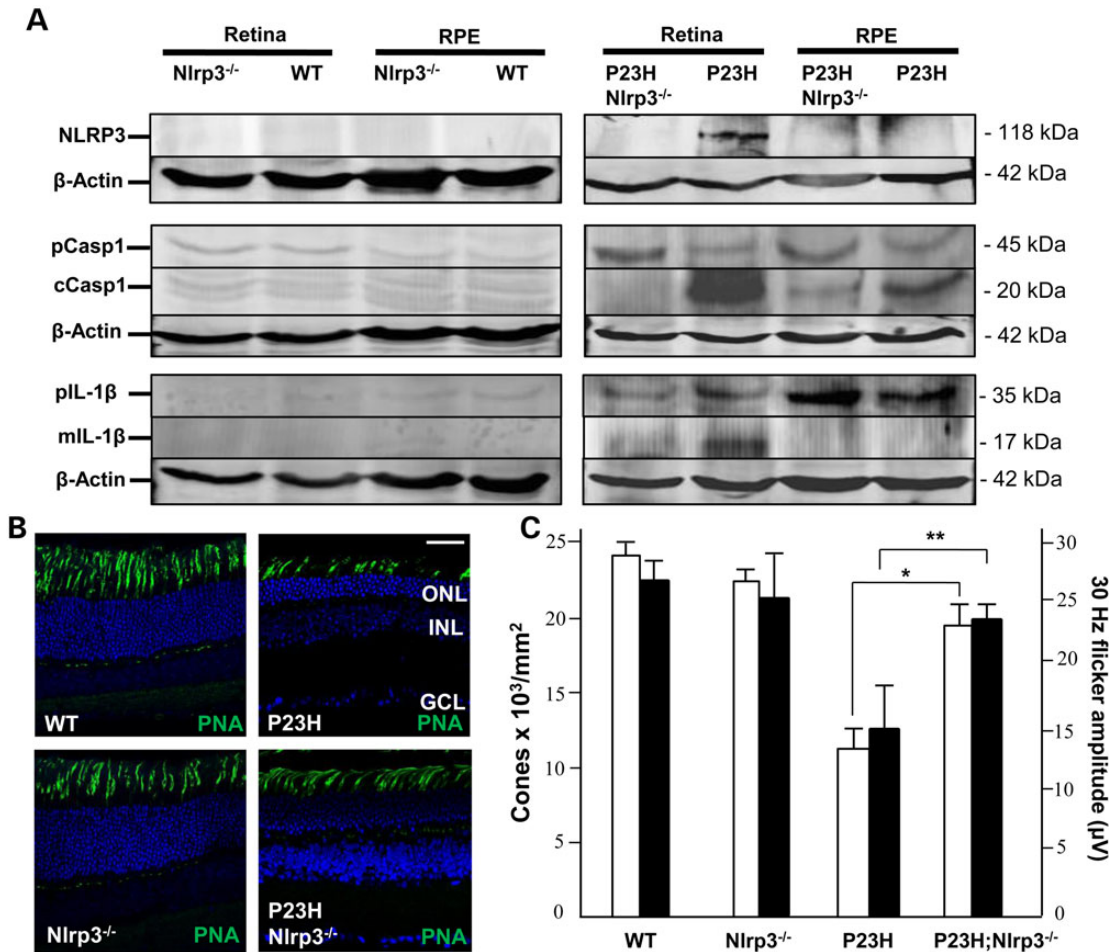 A
Retina RPE Retina RPE
Nlrp3-/- WT Nlrp3-/- WT P23H Nlrp3-/- P23H P23H Nlrp3-/- P23H
NLRP3 - 118 kDa
β-Actin - 42 kDa
pCasp1 - 45 kDa
cCasp1 - 20 kDa
β-Actin - 42 kDa
pIL-1β - 35 kDa
mIL-1β - 17 kDa
β-Actin - 42 kDa
B
WT PNA
ONL
INL
GCL
P23H PNA
Nlrp3-/- PNA
P23H
Nlrp3-/- PNA
C
Cones x 10³/mm²
25
20
15
10
5
0
**
*
30
25
20
15
10
5
0
30 Hz flicker amplitude (µV)
WT Nlrp3-/- P23H P23H;Nlrp3-/-